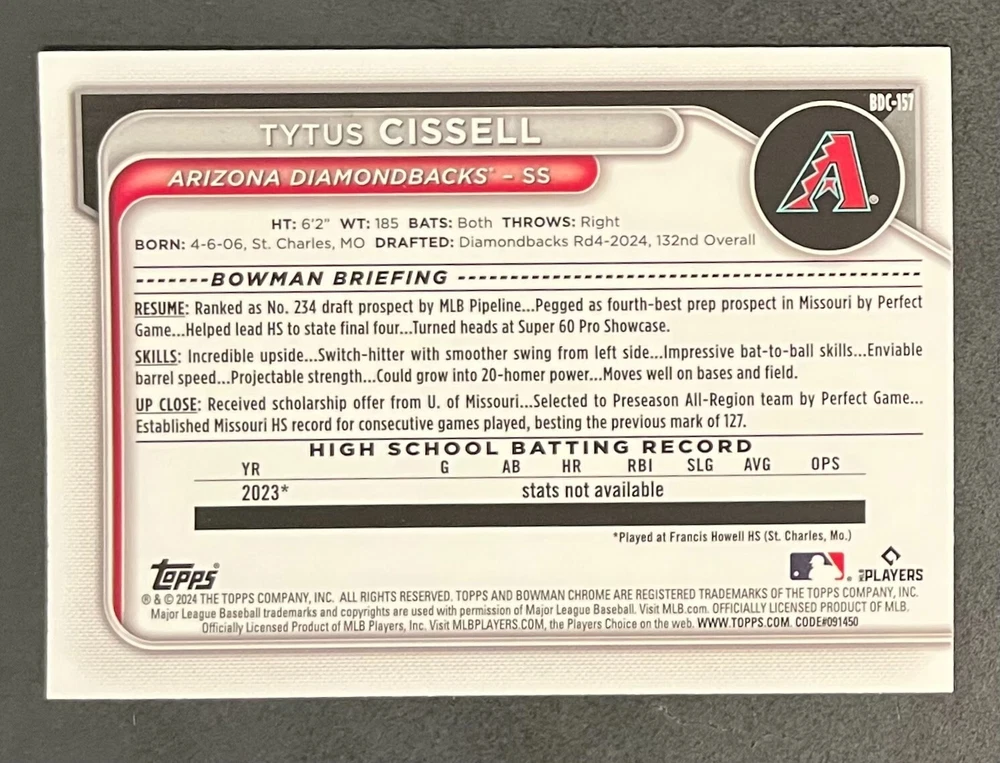 BDC-157
TYTUS CISSELL
ARIZONA DIAMONDBACKS® – SS
A®
HT: 6'2" WT: 185 BATS: Both THROWS: Right
BORN: 4-6-06, St. Charles, MO DRAFTED: Diamondbacks Rd4-2024, 132nd Overall
BOWMAN BRIEFING
RESUME: Ranked as No. 234 draft prospect by MLB Pipeline...Pegged as fourth-best prep prospect in Missouri by Perfect
Game...Helped lead HS to state final four...Turned heads at Super 60 Pro Showcase.
SKILLS: Incredible upside...Switch-hitter with smoother swing from left side...Impressive bat-to-ball skills...Enviable
barrel speed...Projectable strength...Could grow into 20-homer power...Moves well on bases and field.
UP CLOSE: Received scholarship offer from U. of Missouri...Selected to Preseason All-Region team by Perfect Game...
Established Missouri HS record for consecutive games played, besting the previous mark of 127.
HIGH SCHOOL BATTING RECORD
YR G AB HR RBI SLG AVG OPS
2023* stats not available
*Played at Francis Howell HS (St. Charles, Mo.)
TOPPS® MLB PLAYERS
® & © 2024 THE TOPPS COMPANY, INC. ALL RIGHTS RESERVED. TOPPS AND BOWMAN CHROME ARE REGISTERED TRADEMARKS OF THE TOPPS COMPANY, INC.
Major League Baseball trademarks and copyrights are used with permission of Major League Baseball. Visit MLB.com. OFFICIALLY LICENSED PRODUCT OF MLB.
Officially Licensed Product of MLB Players, Inc. Visit MLBPLAYERS.COM, the Players Choice on the web. WWW.TOPPS.COM. CODE#091450